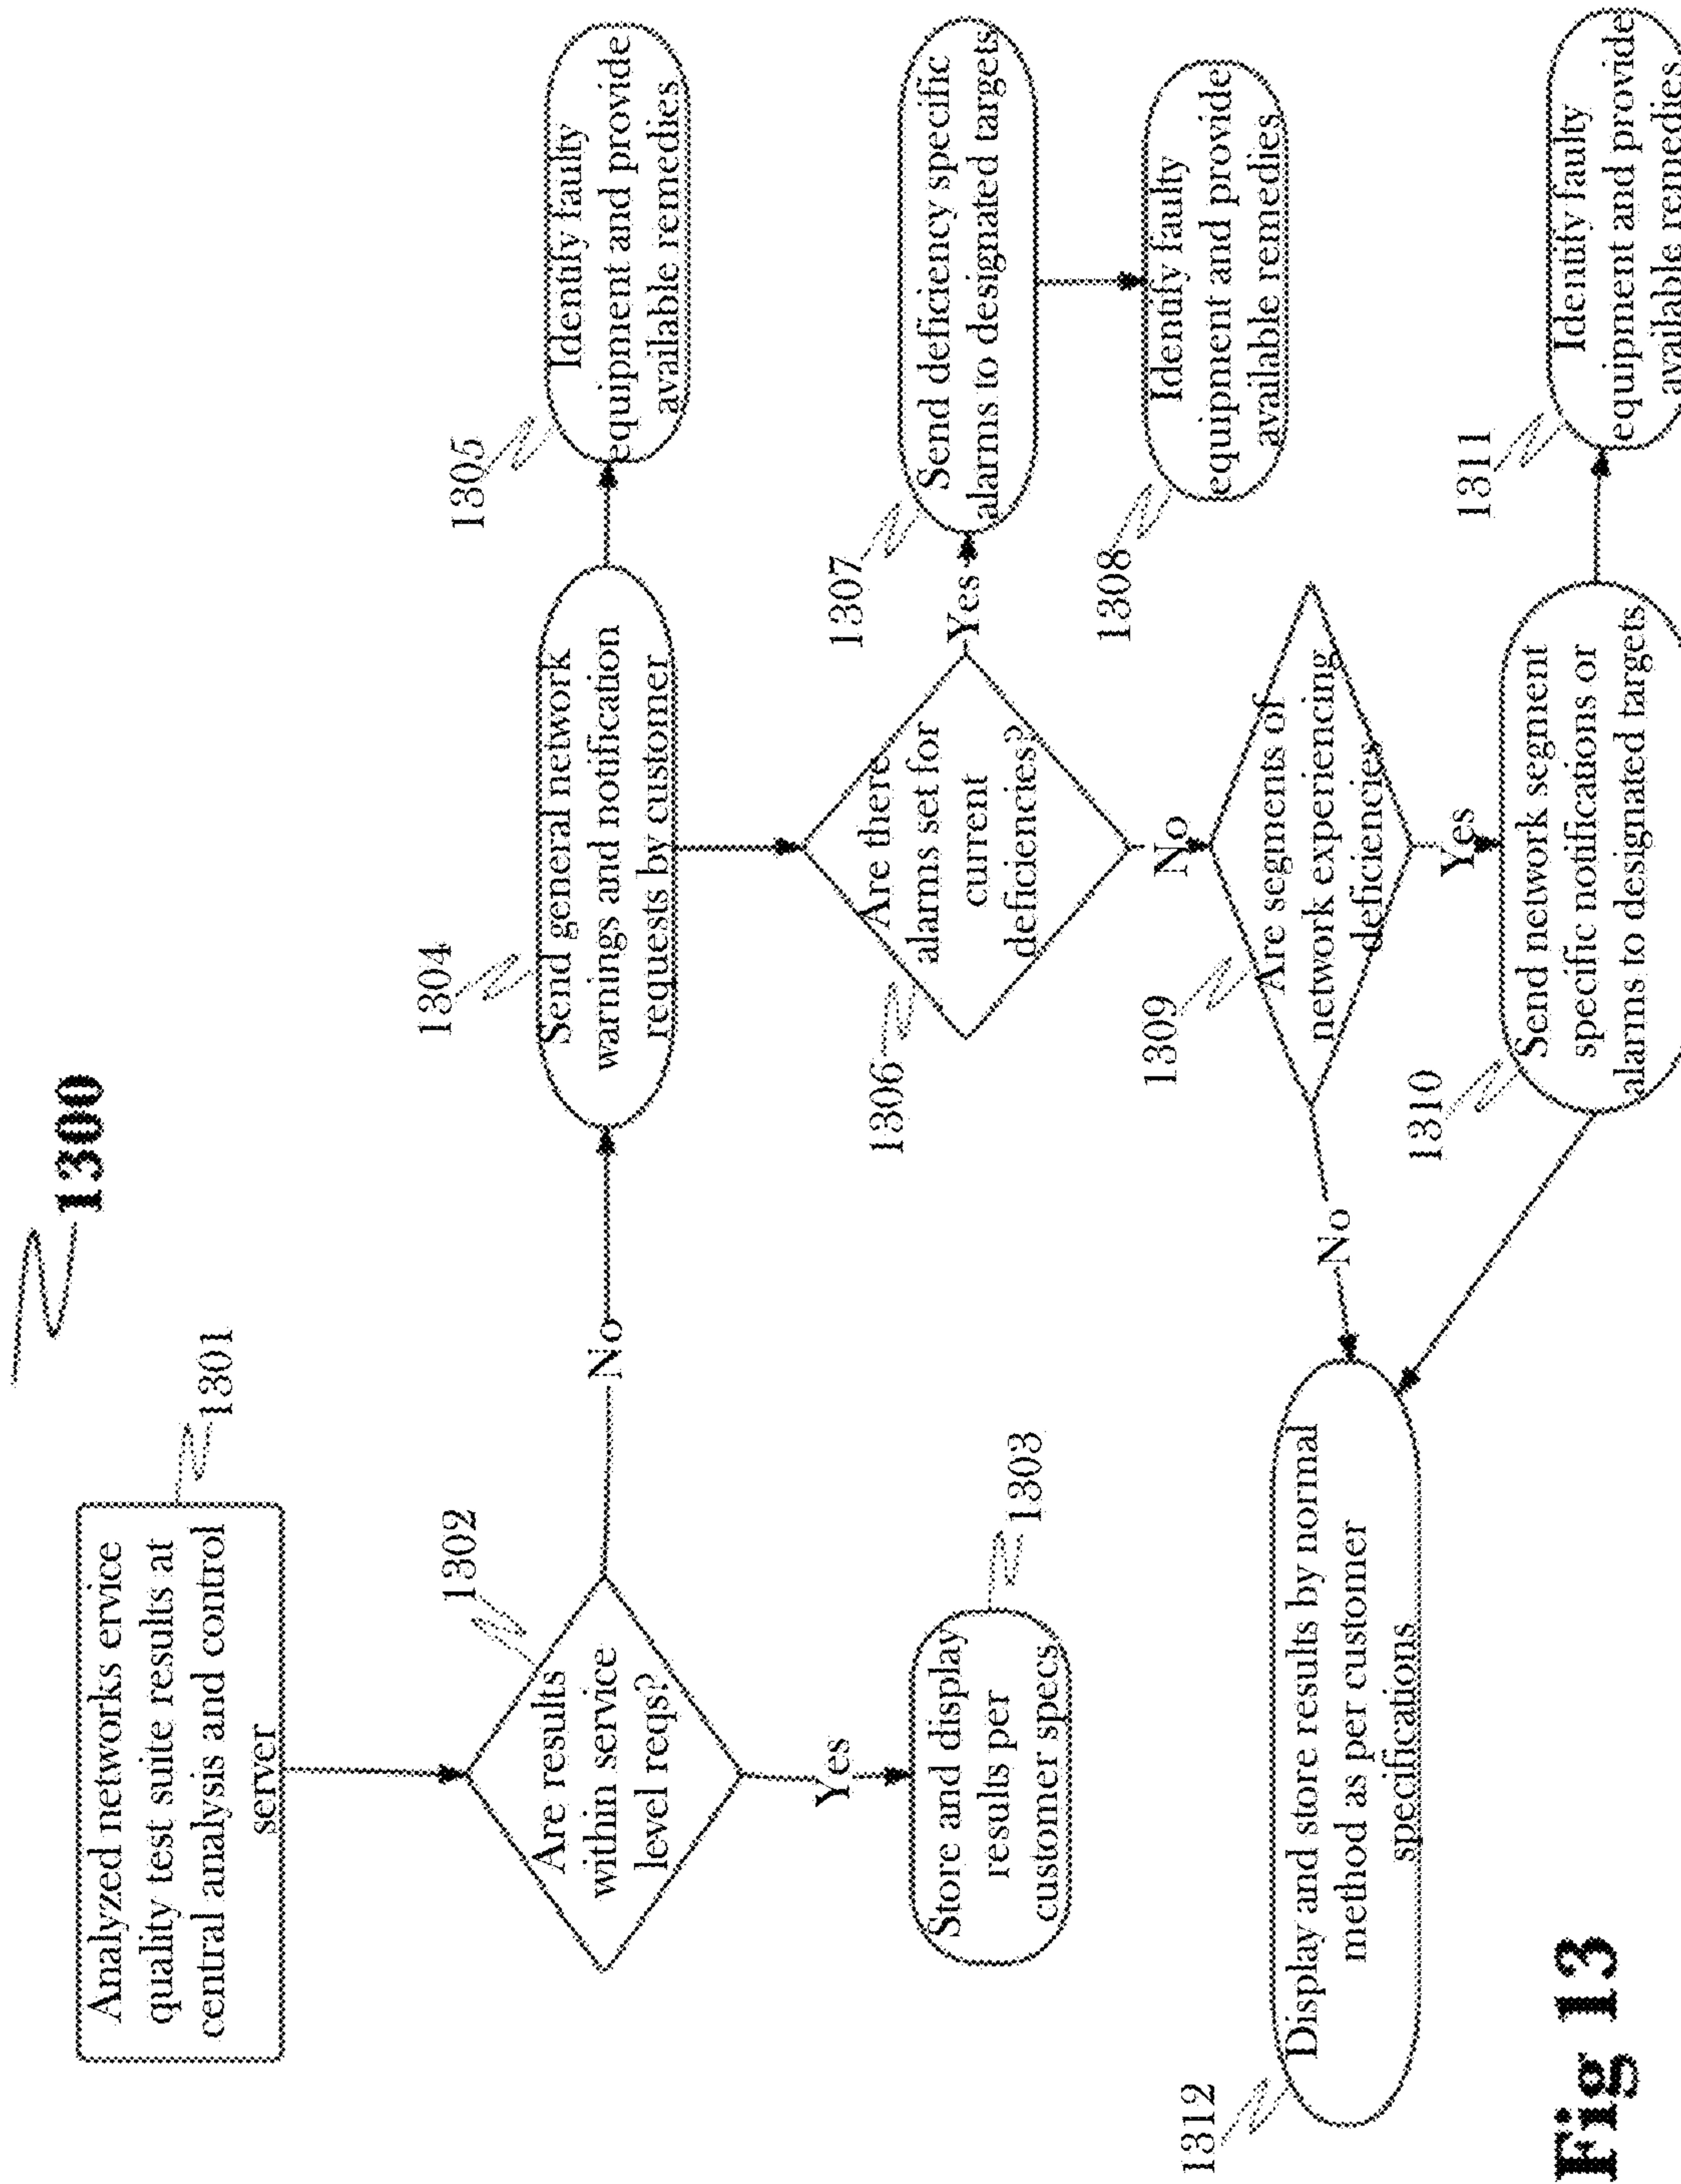 1300
Analyzed networks ervice
quality test suite results at
central analysis and control
server
1301
Are results
within service
level reqs?
1302
No
Yes
Store and display
results per
customer specs
1303
1304
Send general network
warnings and notification
requests by customer
1305
Identify faulty
equipment and provide
available remedies
1306
Are there
alarms set for
current
deficiencies?
Yes
1307
Send deficiency specific
alarms to designated targets
1308
Identify faulty
equipment and provide
available remedies
No
1309
Are segments of
network experiencing
deficiencies
No
Yes
1310
Send network segment
specific notifications or
alarms to designated targets
1311
Identify faulty
equipment and provide
available remedies
1312
Display and store results by normal
method as per customer
specifications
Fig 13